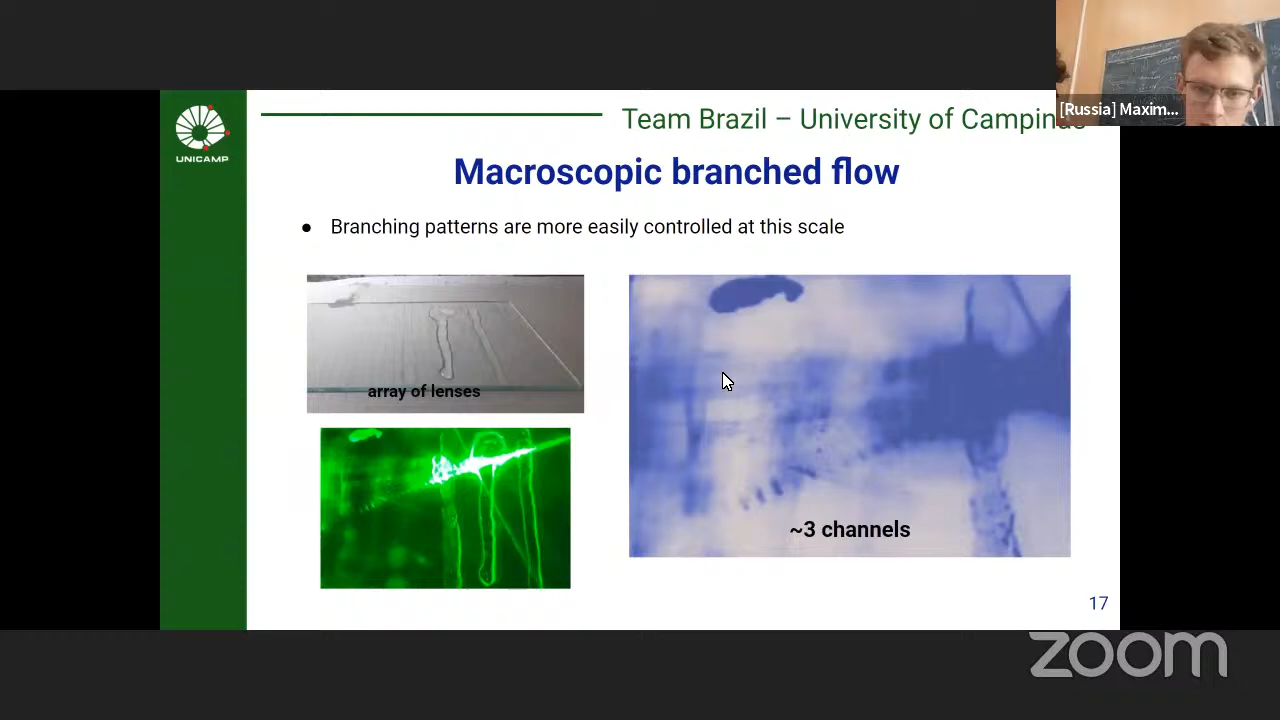 [Russia] Maxim...
UNICAMP
Team Brazil – University of Campinas
Macroscopic branched flow
● Branching patterns are more easily controlled at this scale
array of lenses
~3 channels
17
zoom